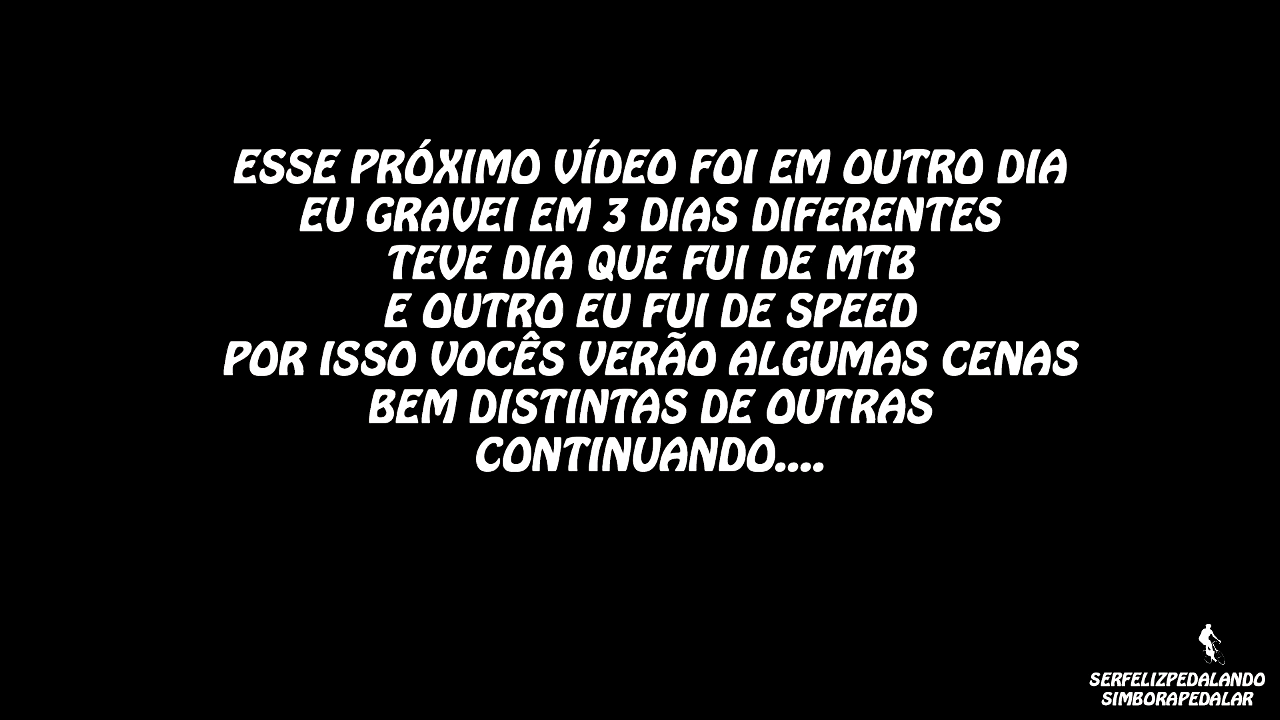 ESSE PRÓXIMO VÍDEO FOI EM OUTRO DIA
EU GRAVEI EM 3 DIAS DIFERENTES
TEVE DIA QUE FUI DE MTB
E OUTRO EU FUI DE SPEED
POR ISSO VOCÊS VERÃO ALGUMAS CENAS
BEM DISTINTAS DE OUTRAS
CONTINUANDO....
SERFELIZPEDALANDO
SIMBORAPEDALAR